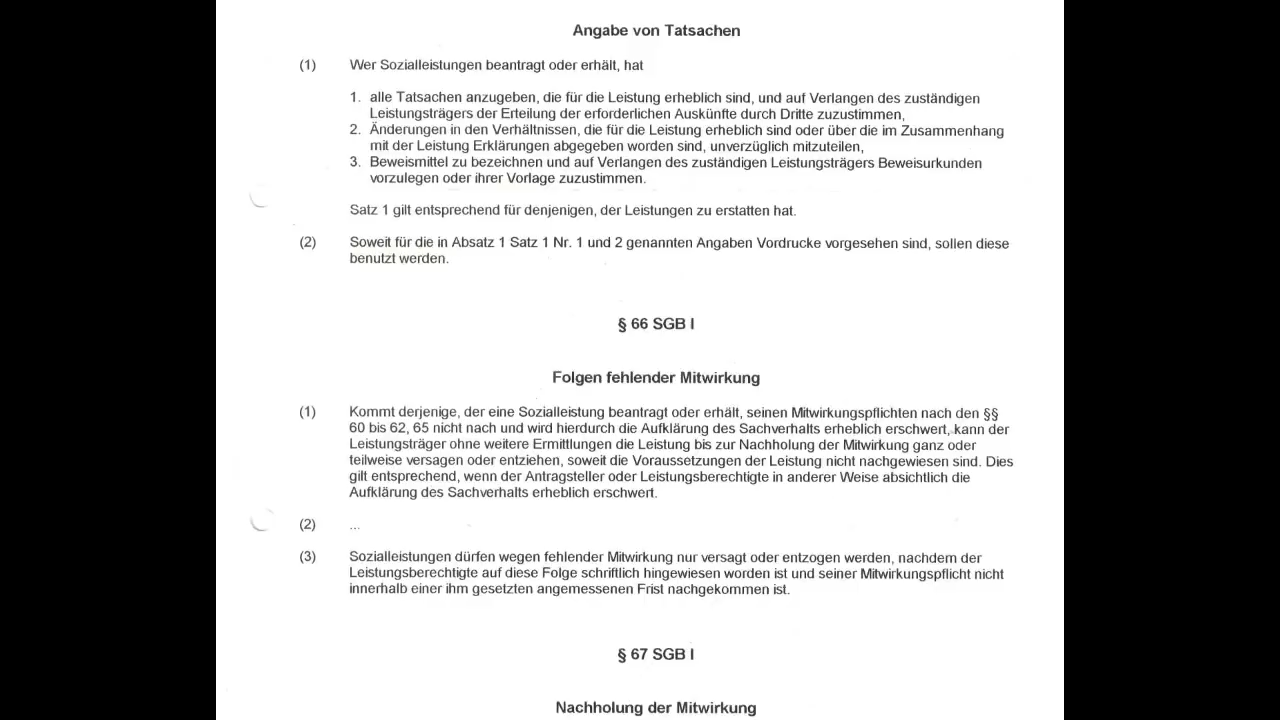 Angabe von Tatsachen
(1) Wer Sozialleistungen beantragt oder erhält, hat
1. alle Tatsachen anzugeben, die für die Leistung erheblich sind, und auf Verlangen des zuständigen
Leistungsträgers der Erteilung der erforderlichen Auskünfte durch Dritte zuzustimmen,
2. Änderungen in den Verhältnissen, die für die Leistung erheblich sind oder über die im Zusammenhang
mit der Leistung Erklärungen abgegeben worden sind, unverzüglich mitzuteilen,
3. Beweismittel zu bezeichnen und auf Verlangen des zuständigen Leistungsträgers Beweisurkunden
vorzulegen oder ihrer Vorlage zuzustimmen.
Satz 1 gilt entsprechend für denjenigen, der Leistungen zu erstatten hat.
(2) Soweit für die in Absatz 1 Satz 1 Nr. 1 und 2 genannten Angaben Vordrucke vorgesehen sind, sollen diese
benutzt werden.
§ 66 SGB I
Folgen fehlender Mitwirkung
(1) Kommt derjenige, der eine Sozialleistung beantragt oder erhält, seinen Mitwirkungspflichten nach den §§
60 bis 62, 65 nicht nach und wird hierdurch die Aufklärung des Sachverhalts erheblich erschwert, kann der
Leistungsträger ohne weitere Ermittlungen die Leistung bis zur Nachholung der Mitwirkung ganz oder
teilweise versagen oder entziehen, soweit die Voraussetzungen der Leistung nicht nachgewiesen sind. Dies
gilt entsprechend, wenn der Antragsteller oder Leistungsberechtigte in anderer Weise absichtlich die
Aufklärung des Sachverhalts erheblich erschwert.
(2) ...
(3) Sozialleistungen dürfen wegen fehlender Mitwirkung nur versagt oder entzogen werden, nachdem der
Leistungsberechtigte auf diese Folge schriftlich hingewiesen worden ist und seiner Mitwirkungspflicht nicht
innerhalb einer ihm gesetzten angemessenen Frist nachgekommen ist.
§ 67 SGB I
Nachholung der Mitwirkung